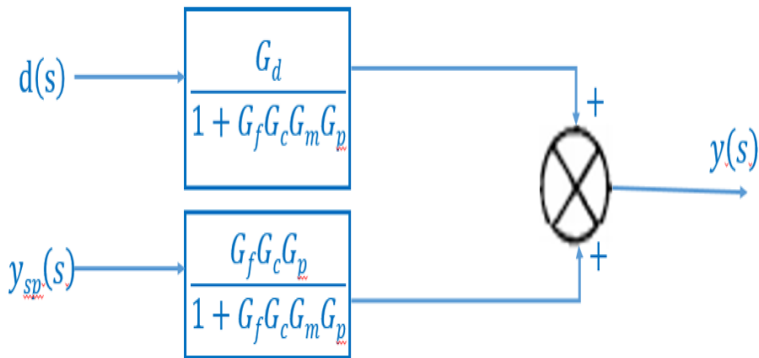 d(s)
G_d
1 + G_f G_c G_m G_p
+
y(s)
y_sp(s)
G_f G_c G_p
1 + G_f G_c G_m G_p
+